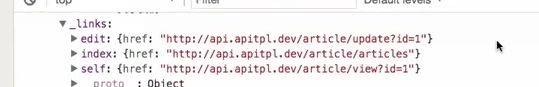 top
Filter
Default levels
_links:
edit: {href: "http://api.apitpl.dev/article/update?id=1"}
index: {href: "http://api.apitpl.dev/article/articles"}
self: {href: "http://api.apitpl.dev/article/view?id=1"}
proto : Object